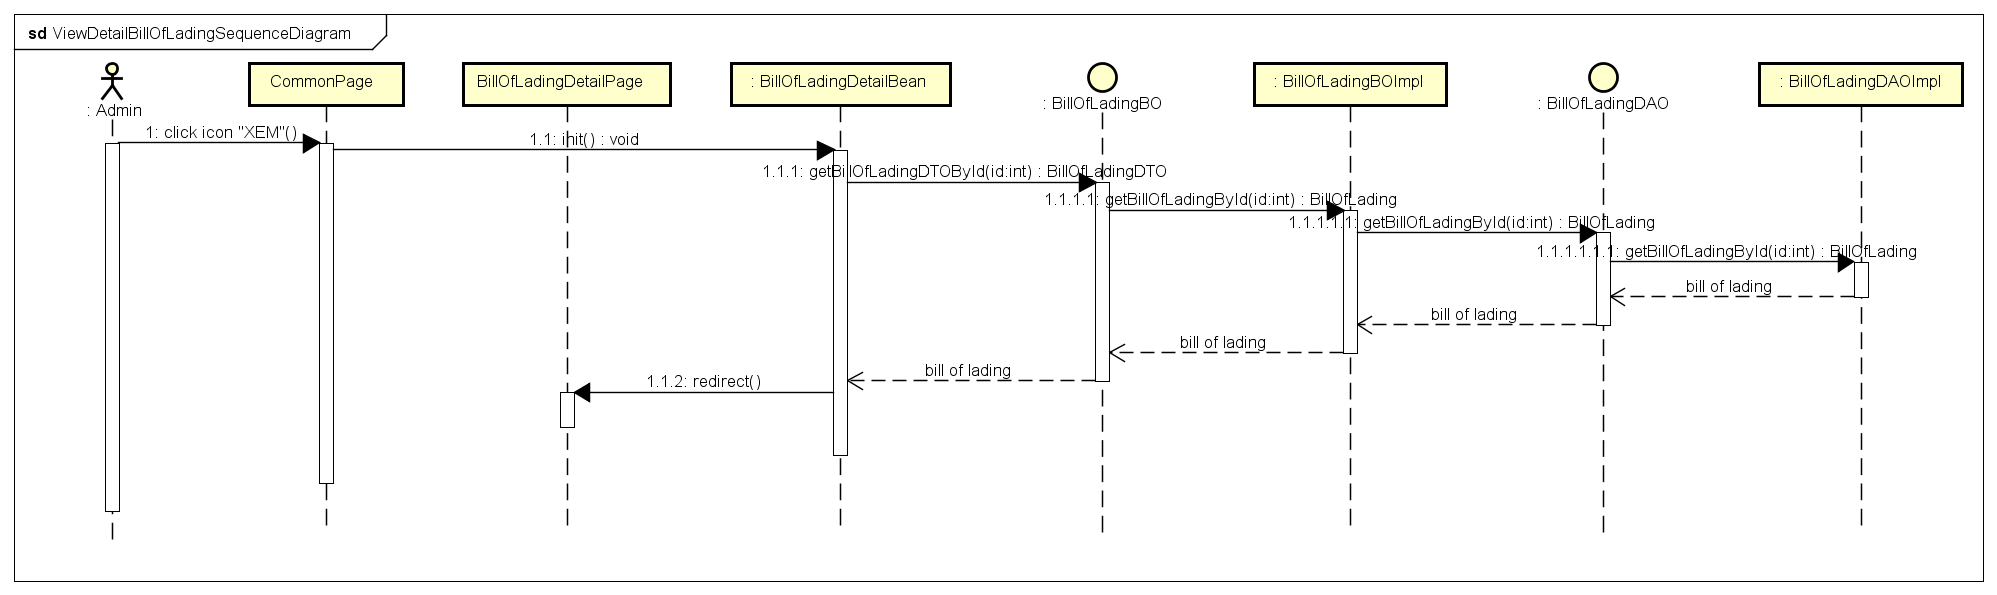 sd ViewDetailBillOfLadingSequenceDiagram
: Admin
CommonPage
BillOfLadingDetailPage
: BillOfLadingDetailBean
: BillOfLadingBO
: BillOfLadingBOImpl
: BillOfLadingDAO
: BillOfLadingDAOImpl
1: click icon "XEM"()
1.1: init() : void
1.1.1: getBillOfLadingDTOById(id:int) : BillOfLadingDTO
1.1.1.1: getBillOfLadingById(id:int) : BillOfLading
1.1.1.1.1: getBillOfLadingById(id:int) : BillOfLading
1.1.1.1.1.1: getBillOfLadingById(id:int) : BillOfLading
bill of lading
bill of lading
bill of lading
bill of lading
1.1.2: redirect()